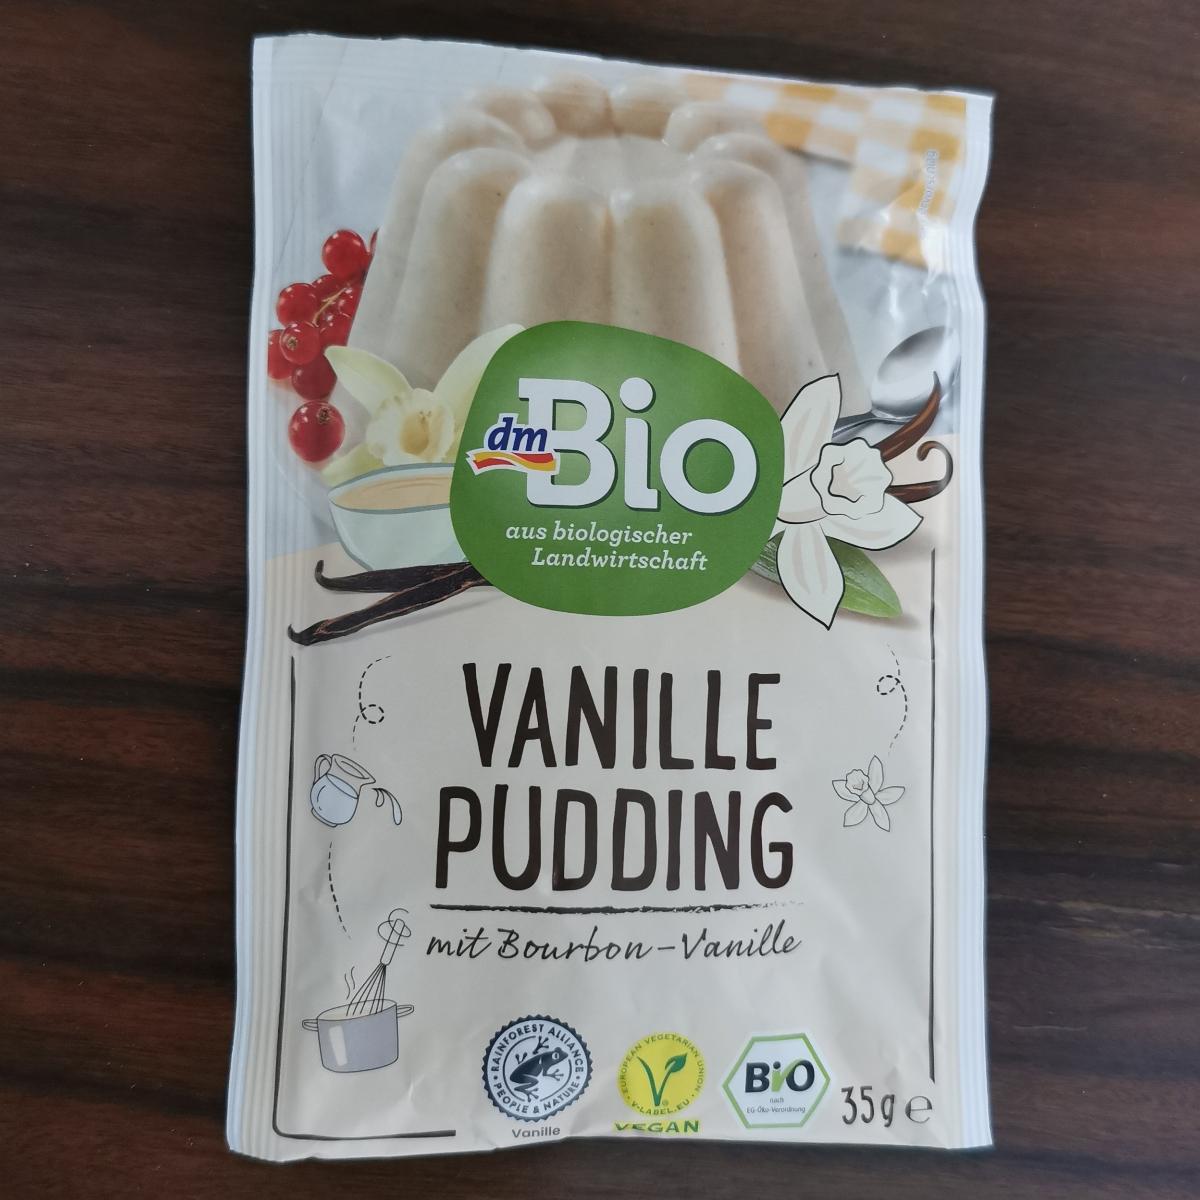 dm
Bio
aus biologischer
Landwirtschaft
VANILLE
PUDDING
mit Bourbon-Vanille
RAINFOREST ALLIANCE
PEOPLE & NATURE
Vanille
EUROPEAN VEGETARIAN UNION
V-LABEL.EU
VEGAN
BiO
nach
EG-Öko-Verordnung
35g e